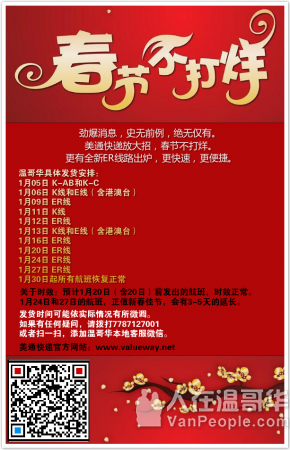 春节不打烊
劲爆消息，史无前例，绝无仅有。
美通快递放大招，春节不打烊。
更有全新ER线路出炉，更快速，更便捷。
温哥华具体发货安排：
1月05日 K-AB和K-C
1月06日 K线和E线（含港澳台）
1月09日 ER线
1月11日 K线
1月12日 ER线
1月13日 K线和E线（含港澳台）
1月16日 ER线
1月20日 ER线
1月24日 ER线
1月27日 ER线
1月30日起所有航班恢复正常
关于时效：预计1月20日（含20日）前发出的航班，时效正常。
1月24日和27日的航班，正值新春佳节，会有3-5天的延长。
发货时间可能依实际情况有所微调。
如果有任何疑问，请拨打7787127001
或者扫一扫，添加温哥华本地客服微信。
美通快递官方网站：www.valueway.net
人在温哥华
VanPeople.com